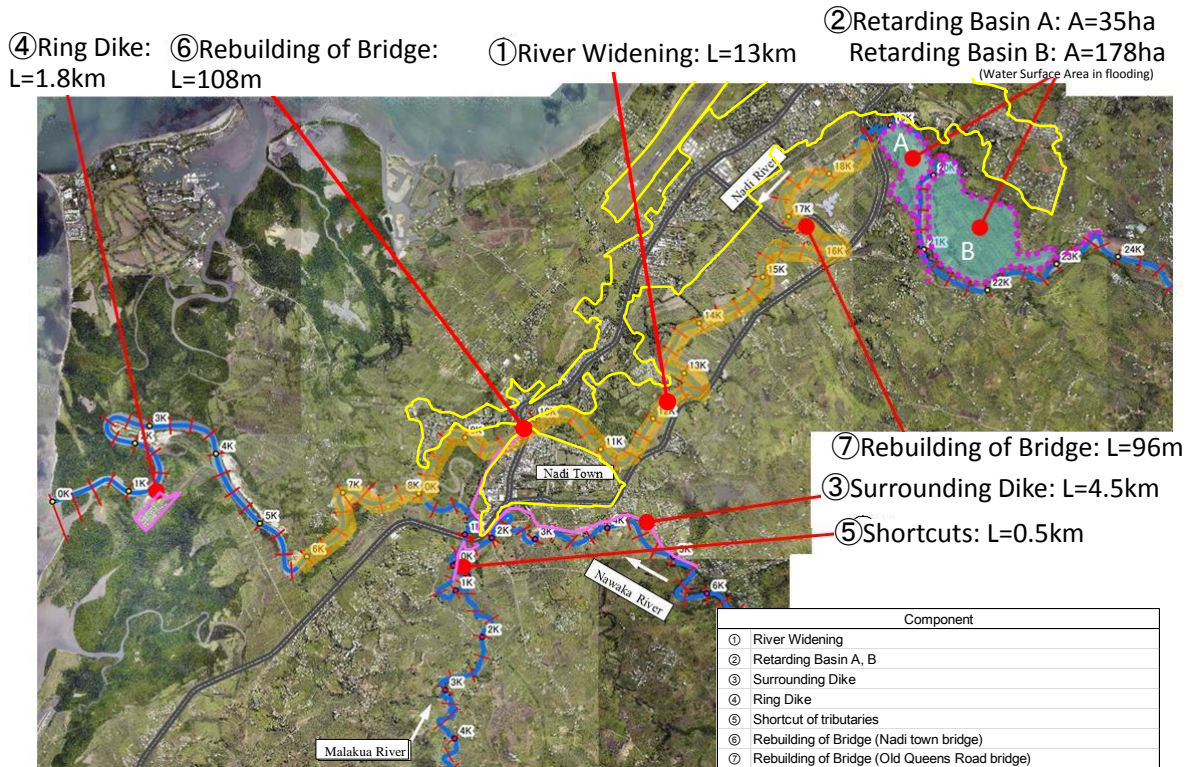 ④Ring Dike:
L=1.8km
⑥Rebuilding of Bridge:
L=108m
①River Widening: L=13km
②Retarding Basin A: A=35ha
Retarding Basin B: A=178ha
(Water Surface Area in flooding)
A
B
Nadi River
18K
17K
16K
15K
14K
13K
12K
11K
20K
22K
23K
24K
Nadi Town
3K
4K
1K
0K
5K
6K
7K
8K
0K
2K
3K
4K
6K
0K
1K
2K
3K
4K
⑦Rebuilding of Bridge: L=96m
③Surrounding Dike: L=4.5km
⑤Shortcuts: L=0.5km
Nawaka River
Malakua River
Component
① River Widening
② Retarding Basin A, B
③ Surrounding Dike
④ Ring Dike
⑤ Shortcut of tributaries
⑥ Rebuilding of Bridge (Nadi town bridge)
⑦ Rebuilding of Bridge (Old Queens Road bridge)